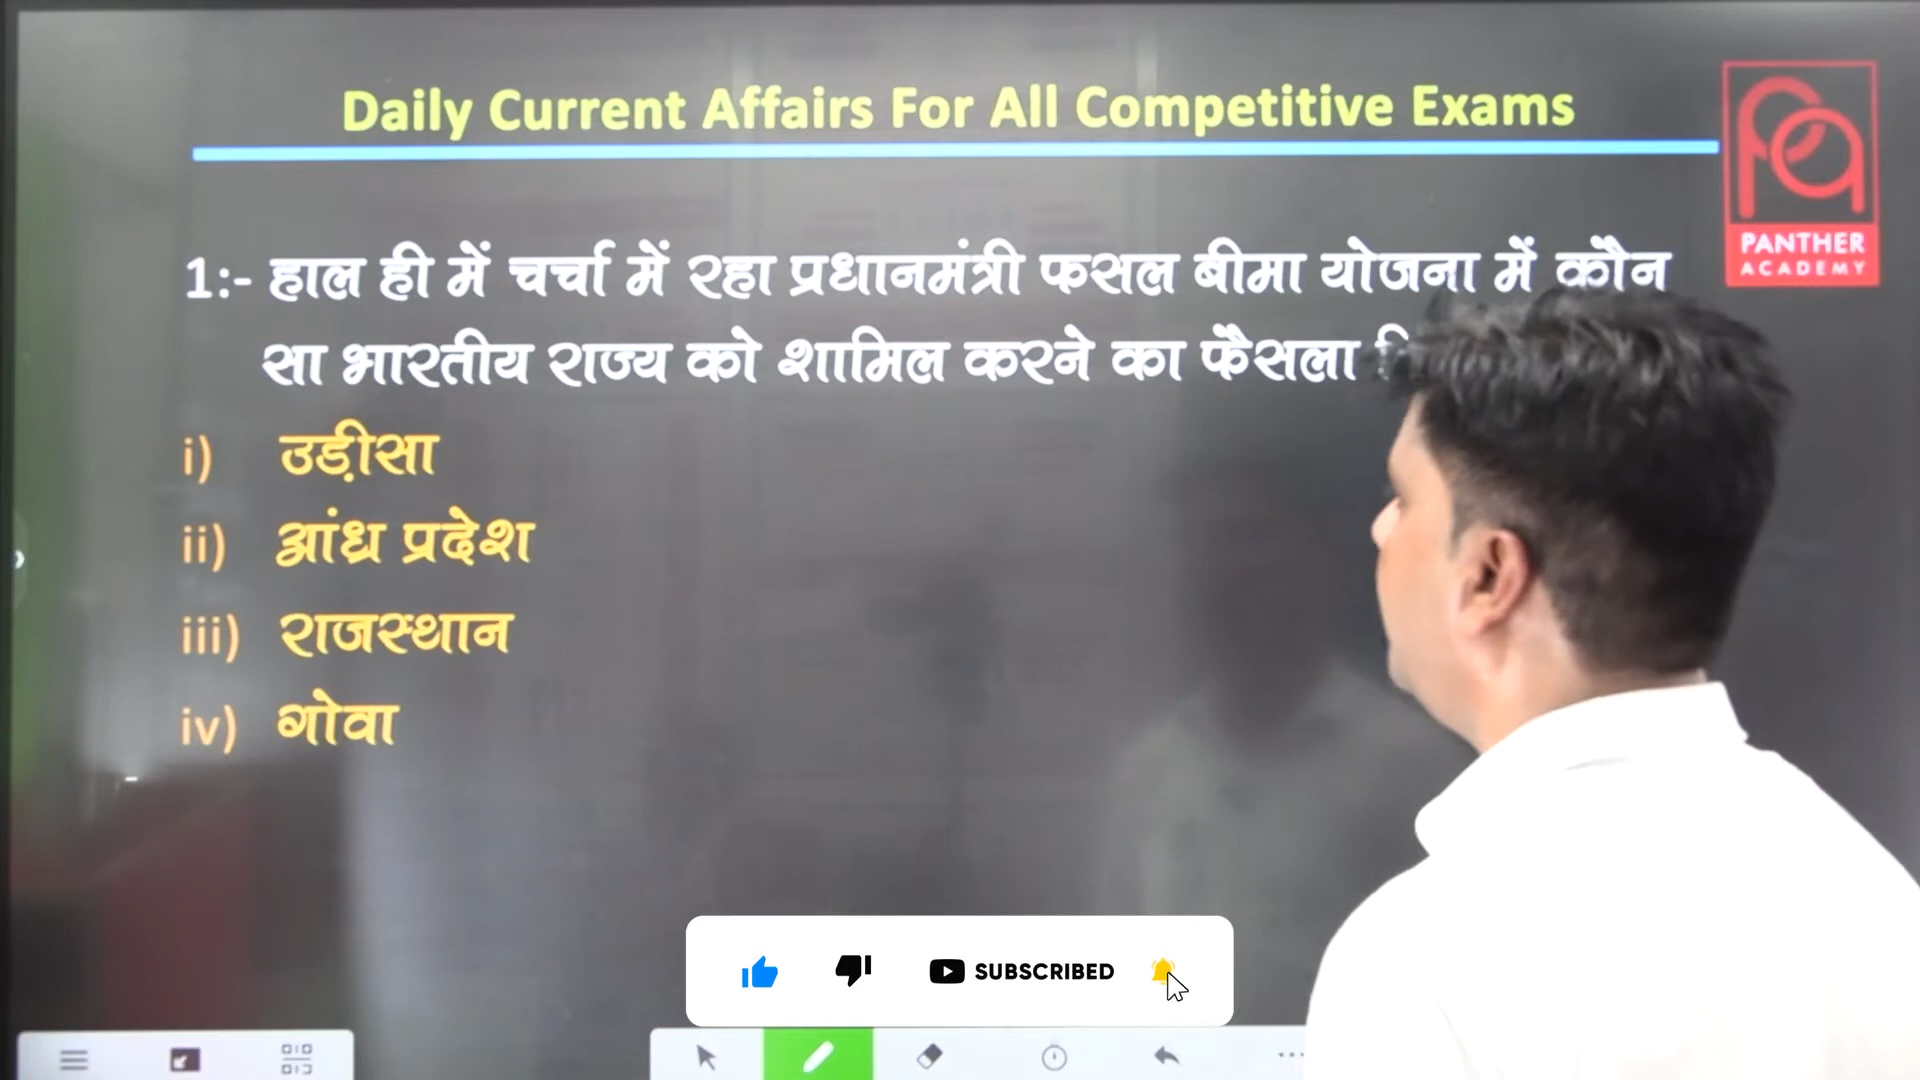 Daily Current Affairs For All Competitive Exams
PANTHER
ACADEMY
1:- हाल ही में चर्चा में रहा प्रधानमंत्री फसल बीमा योजना में कौन
सा भारतीय राज्य को शामिल करने का फैसला
i) उड़ीसा
ii) आंध्र प्रदेश
iii) राजस्थान
iv) गोवा
SUBSCRIBED